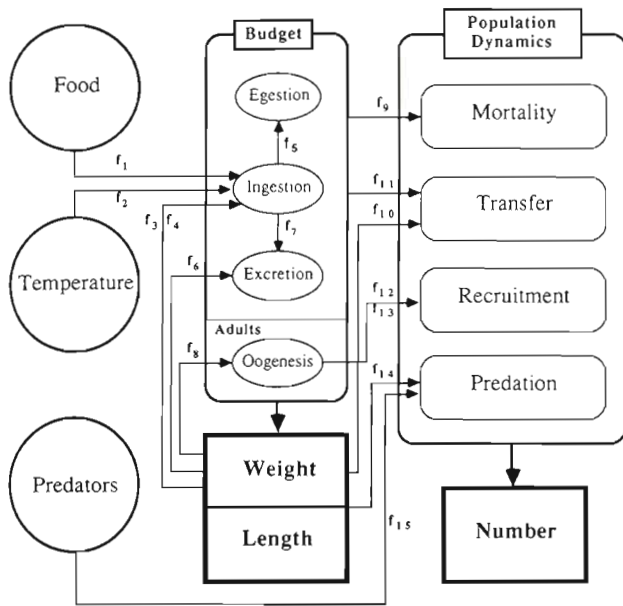 Budget
Population
Dynamics
Food
Egestion
f9
Mortality
f1
f5
Ingestion
f11
f2
f10
Transfer
f3 f4
f7
Temperature
f6
Excretion
f12
Recruitment
f13
Adults
f8
Oogenesis
f14
Predation
Weight
Predators
Length
Number
f15